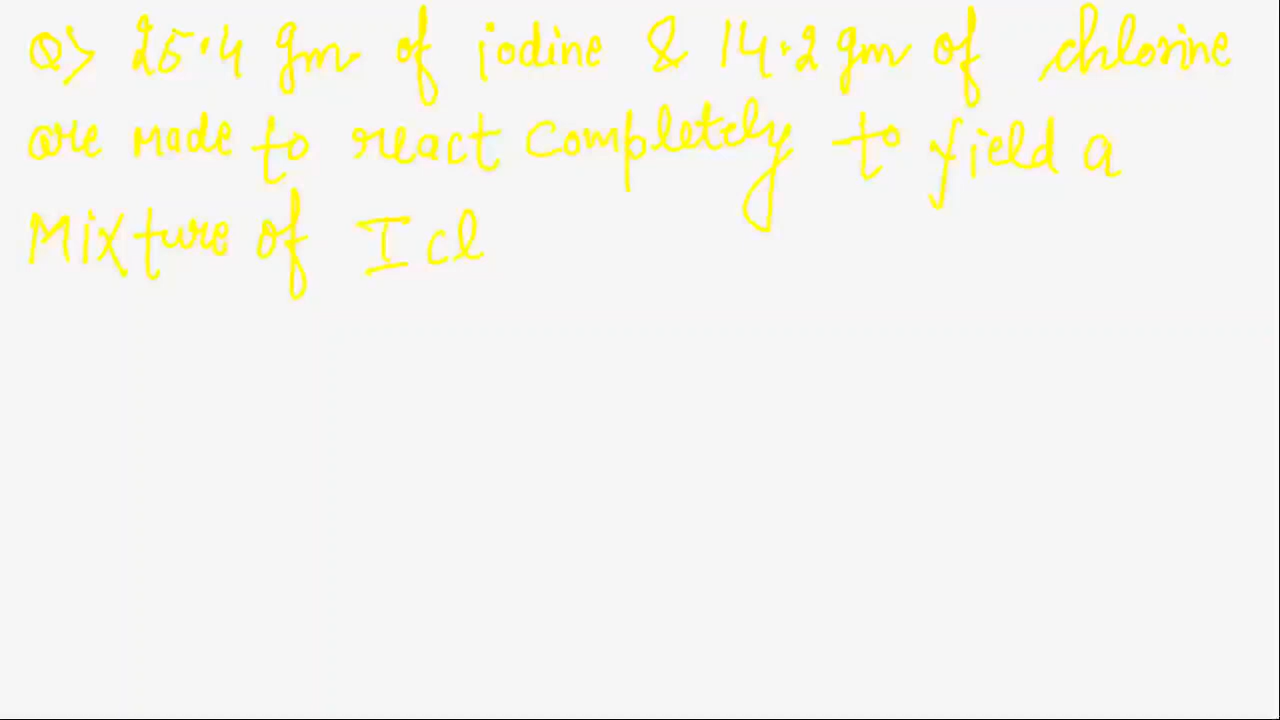 Q> 25.4 gm of iodine & 14.2 gm of chlorine
are made to react completely to yield a
Mixture of Icl